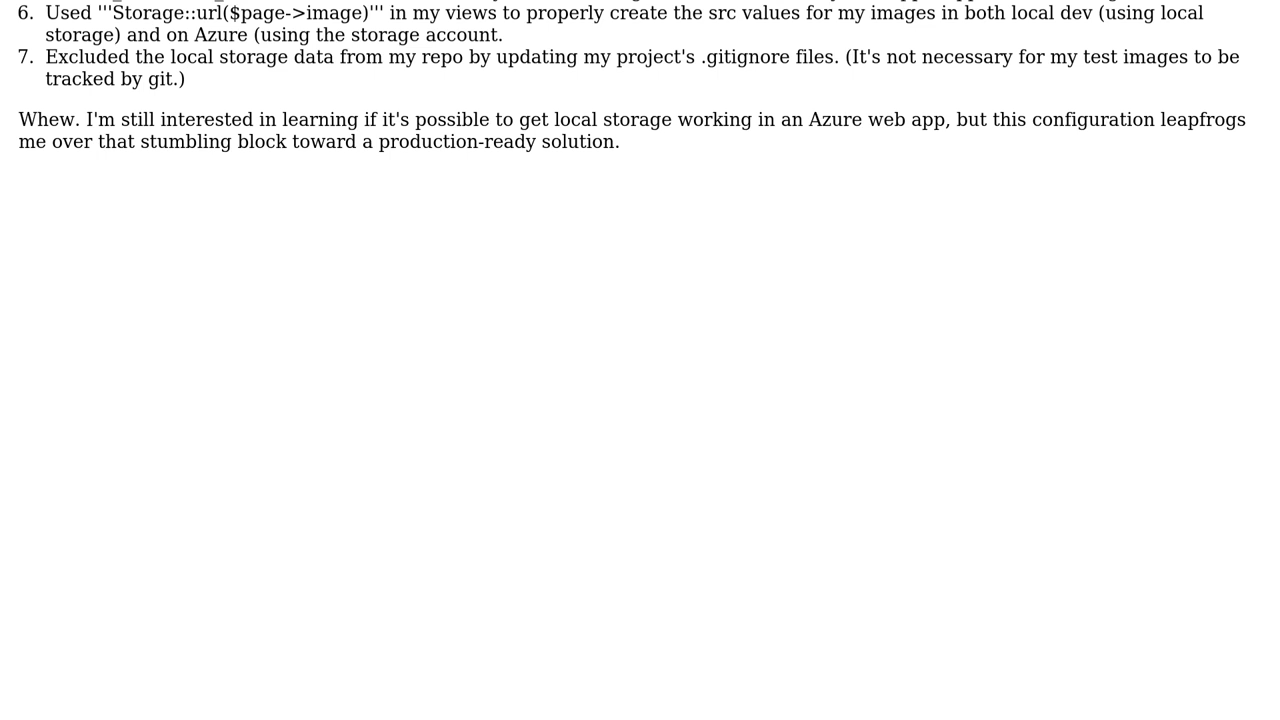 6. Used '''Storage::url($page->image)''' in my views to properly create the src values for my images in both local dev (using local
storage) and on Azure (using the storage account.
7. Excluded the local storage data from my repo by updating my project's .gitignore files. (It's not necessary for my test images to be
tracked by git.)
Whew. I'm still interested in learning if it's possible to get local storage working in an Azure web app, but this configuration leapfrogs
me over that stumbling block toward a production-ready solution.